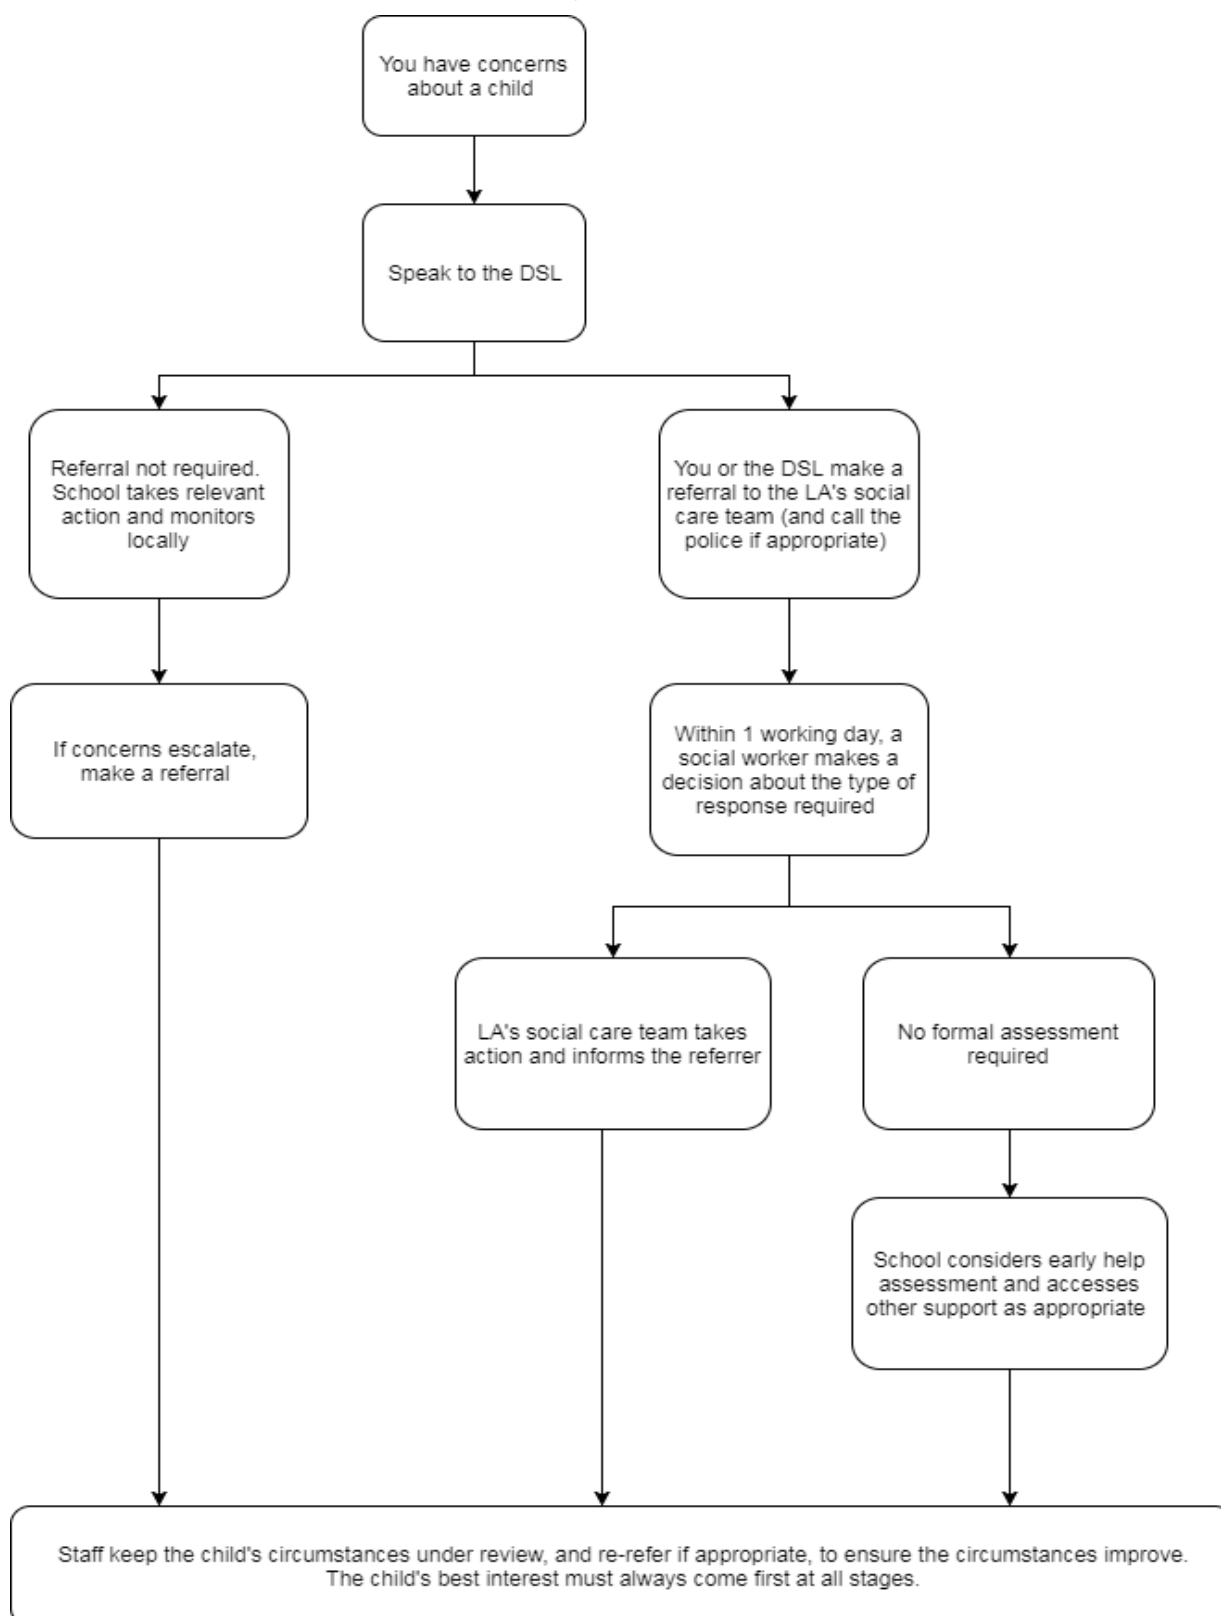 You have concerns
about a child
Speak to the DSL
Referral not required.
School takes relevant
action and monitors
locally
You or the DSL make a
referral to the LA's social
care team (and call the
police if appropriate)
If concerns escalate,
make a referral
Within 1 working day, a
social worker makes a
decision about the type of
response required
LA's social care team takes
action and informs the referrer
No formal assessment
required
School considers early help
assessment and accesses
other support as appropriate
Staff keep the child's circumstances under review, and re-refer if appropriate, to ensure the circumstances improve.
The child's best interest must always come first at all stages.